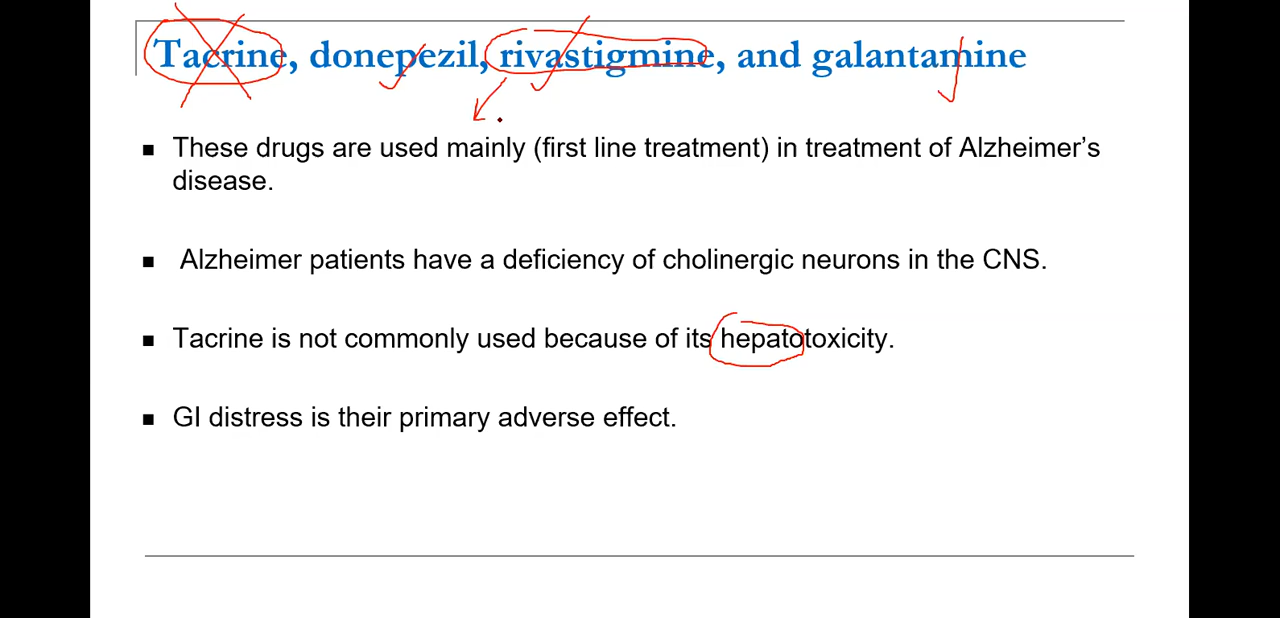 Tacrine, donepezil, rivastigmine, and galantamine
▪ These drugs are used mainly (first line treatment) in treatment of Alzheimer’s
disease.
▪ Alzheimer patients have a deficiency of cholinergic neurons in the CNS.
▪ Tacrine is not commonly used because of its hepatotoxicity.
▪ GI distress is their primary adverse effect.